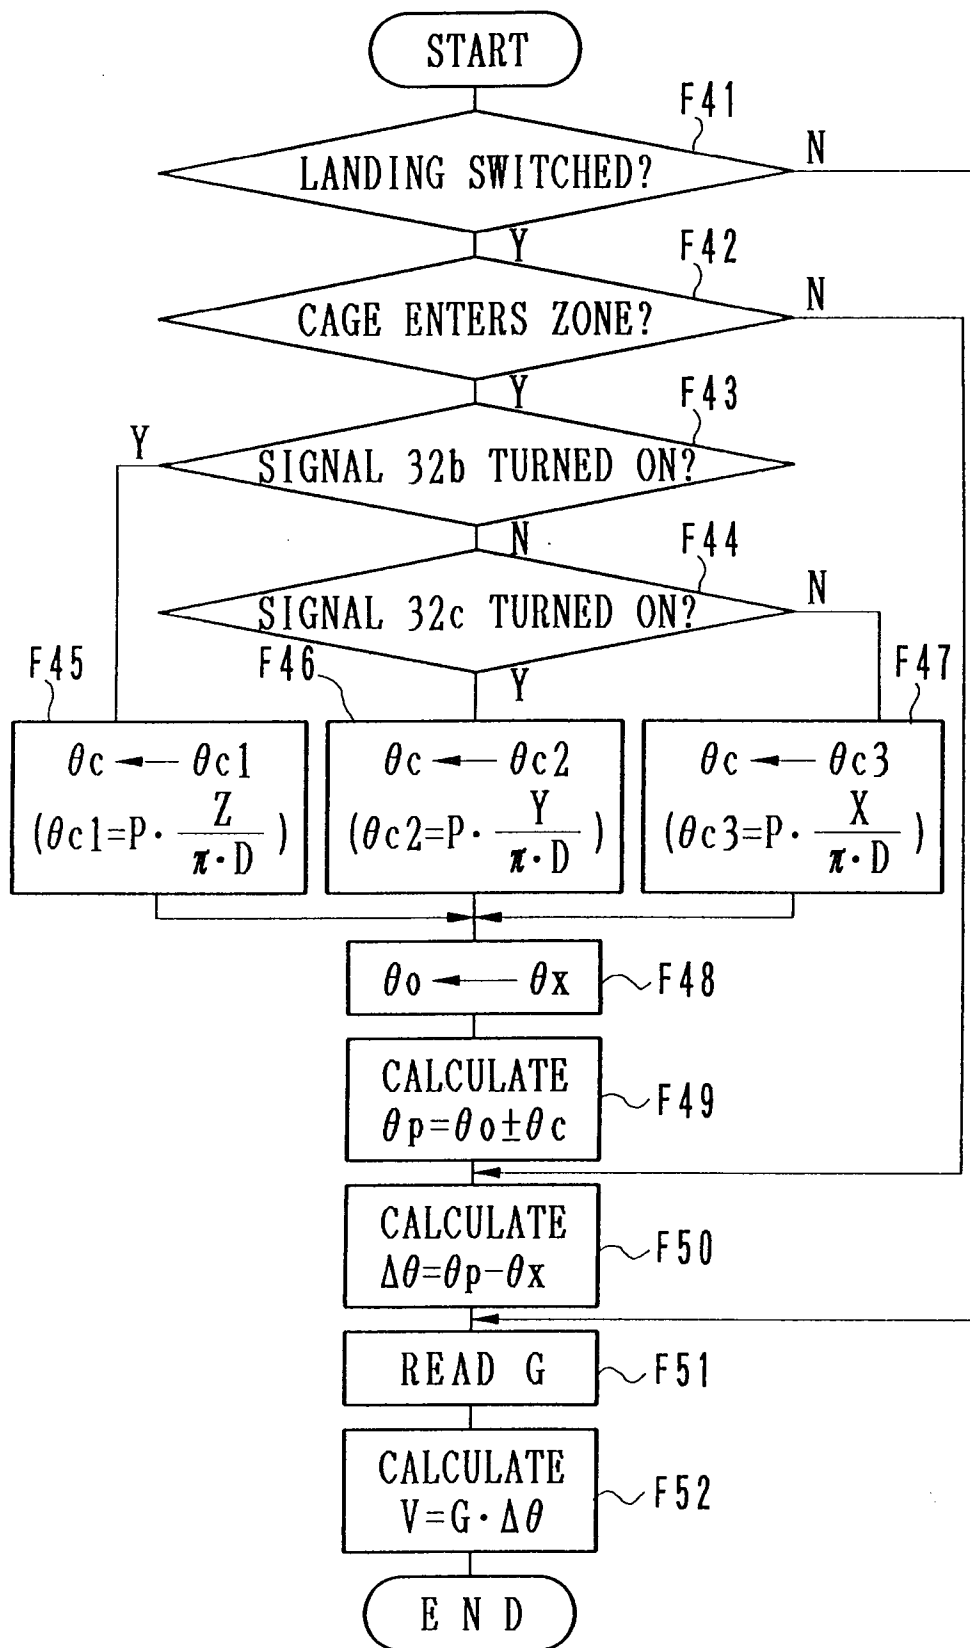 START
F41
LANDING SWITCHED?
N
Y
F42
CAGE ENTERS ZONE?
N
Y
F43
SIGNAL 32b TURNED ON?
Y
N
F44
SIGNAL 32c TURNED ON?
N
Y
F45
θc ← θc1
(θc1=P· Z/π·D )
F46
θc ← θc2
(θc2=P· Y/π·D )
F47
θc ← θc3
(θc3=P· X/π·D )
θo ← θx
F48
CALCULATE
θp=θo±θc
F49
CALCULATE
Δθ=θp-θx
F50
READ G
F51
CALCULATE
V=G· Δθ
F52
END